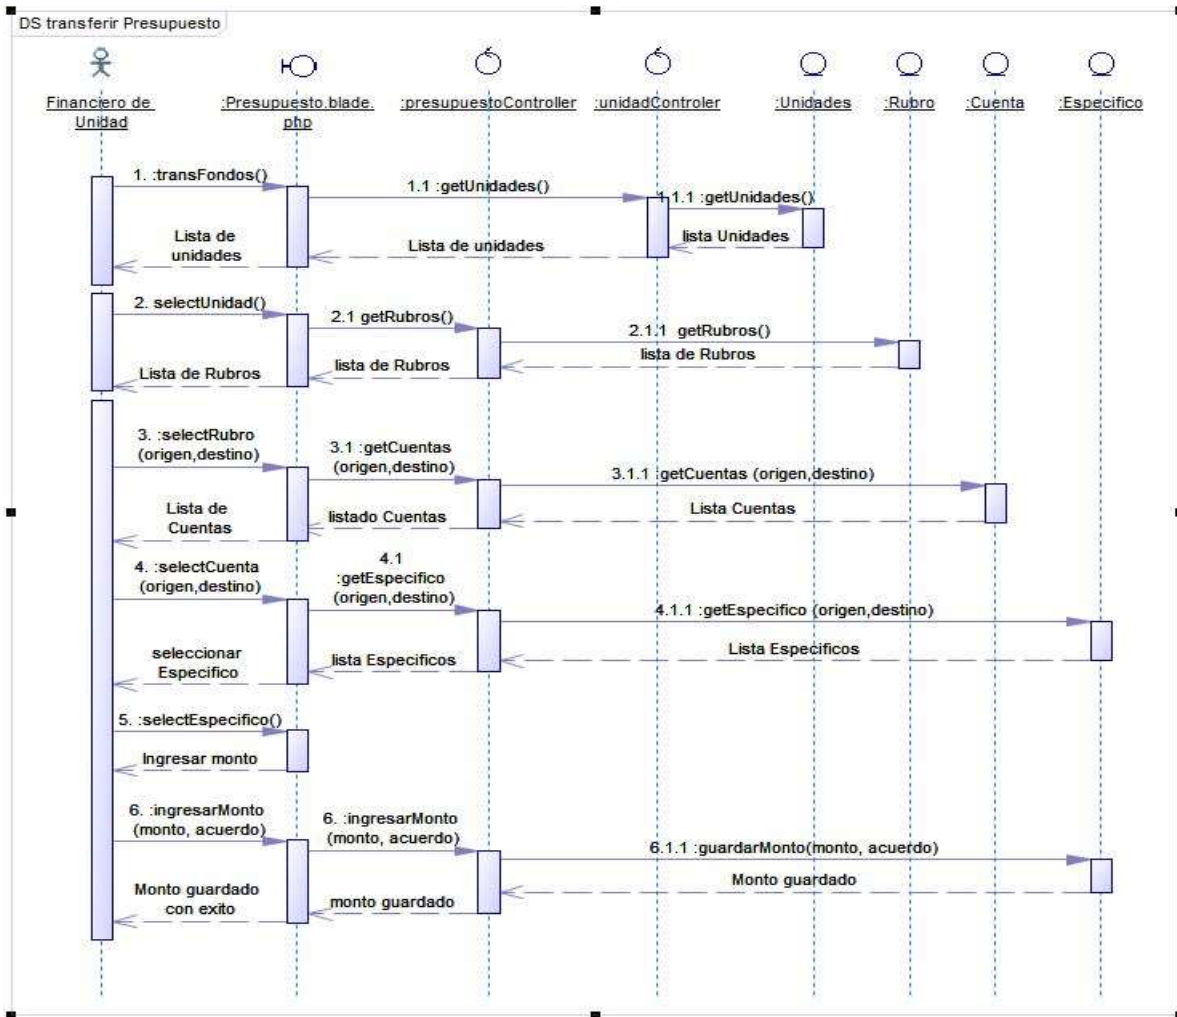 DS transferir Presupuesto
Financiero de
Unidad
:Presupuesto.blade.
php
:presupuestoController
:unidadControler
:Unidades
:Rubro
:Cuenta
:Especifico
1. :transFondos()
1.1 :getUnidades()
1.1.1 :getUnidades()
lista Unidades
Lista de unidades
Lista de
unidades
2. selectUnidad()
2.1 getRubros()
2.1.1 getRubros()
lista de Rubros
lista de Rubros
Lista de Rubros
3. :selectRubro
(origen,destino)
3.1 :getCuentas
(origen,destino)
3.1.1 :getCuentas (origen,destino)
Lista Cuentas
listado Cuentas
Lista de
Cuentas
4. :selectCuenta
(origen,destino)
4.1
:getEspecifico
(origen,destino)
4.1.1 :getEspecifico (origen,destino)
Lista Especificos
lista Especificos
seleccionar
Especifico
5. :selectEspecifico()
Ingresar monto
6. :ingresarMonto
(monto, acuerdo)
6. :ingresarMonto
(monto, acuerdo)
6.1.1 :guardarMonto(monto, acuerdo)
Monto guardado
monto guardado
Monto guardado
con exito